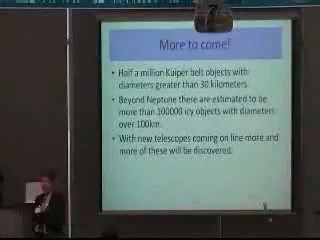 7
More to come!
• Half a million Kuiper belt objects with
diameters greater than 30 kilometers
• Beyond Neptune there are estimated to be
more than 100000 icy objects with diameters
over 100km.
• With new telescopes coming on line more and
more of these will be discovered.